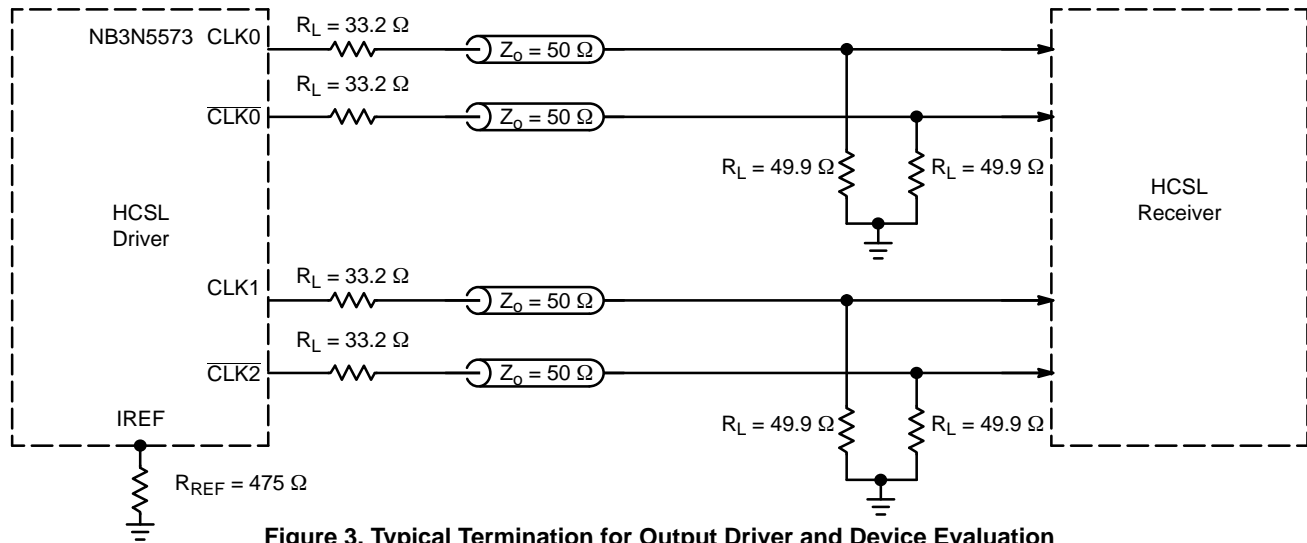 R_L = 33.2 Ω
NB3N5573 CLK0
Z_o = 50 Ω
R_L = 33.2 Ω
C̅L̅K̅0̅
Z_o = 50 Ω
R_L = 49.9 Ω
R_L = 49.9 Ω
HCSL
Driver
HCSL
Receiver
R_L = 33.2 Ω
CLK1
Z_o = 50 Ω
R_L = 33.2 Ω
C̅L̅K̅2̅
Z_o = 50 Ω
IREF
R_L = 49.9 Ω
R_L = 49.9 Ω
R_REF = 475 Ω
Figure 3. Typical Termination for Output Driver and Device Evaluation